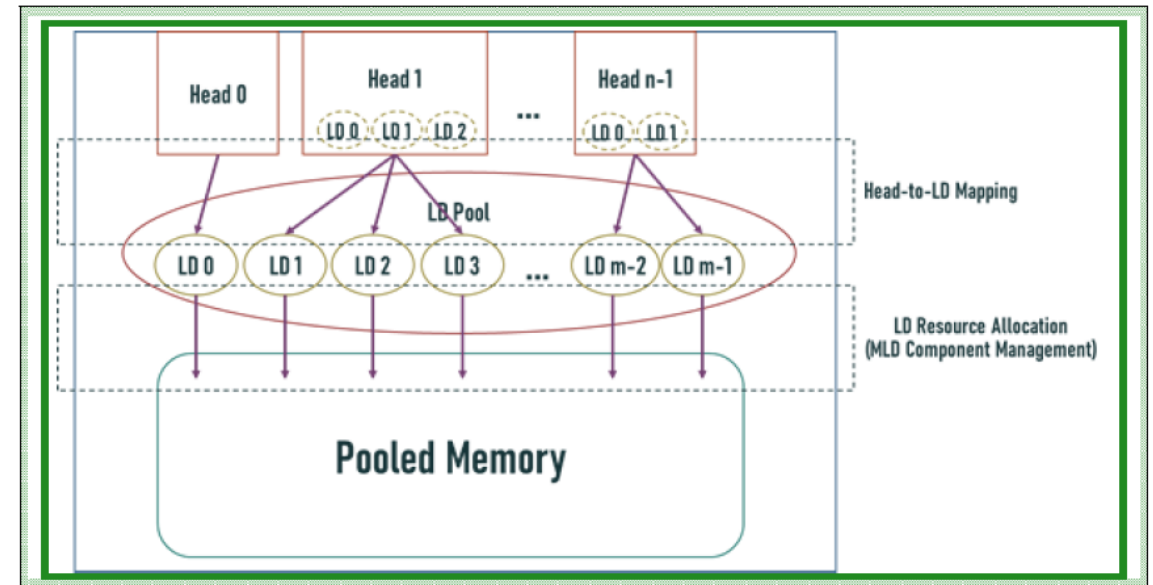 Head 0
Head 1
Head n-1
LD 0
LD 1
LD 2
...
LD 0
LD 1
Head-to-LD Mapping
LD Pool
LD 0
LD 1
LD 2
LD 3
...
LD m-2
LD m-1
LD Resource Allocation
(MLD Component Management)
Pooled Memory